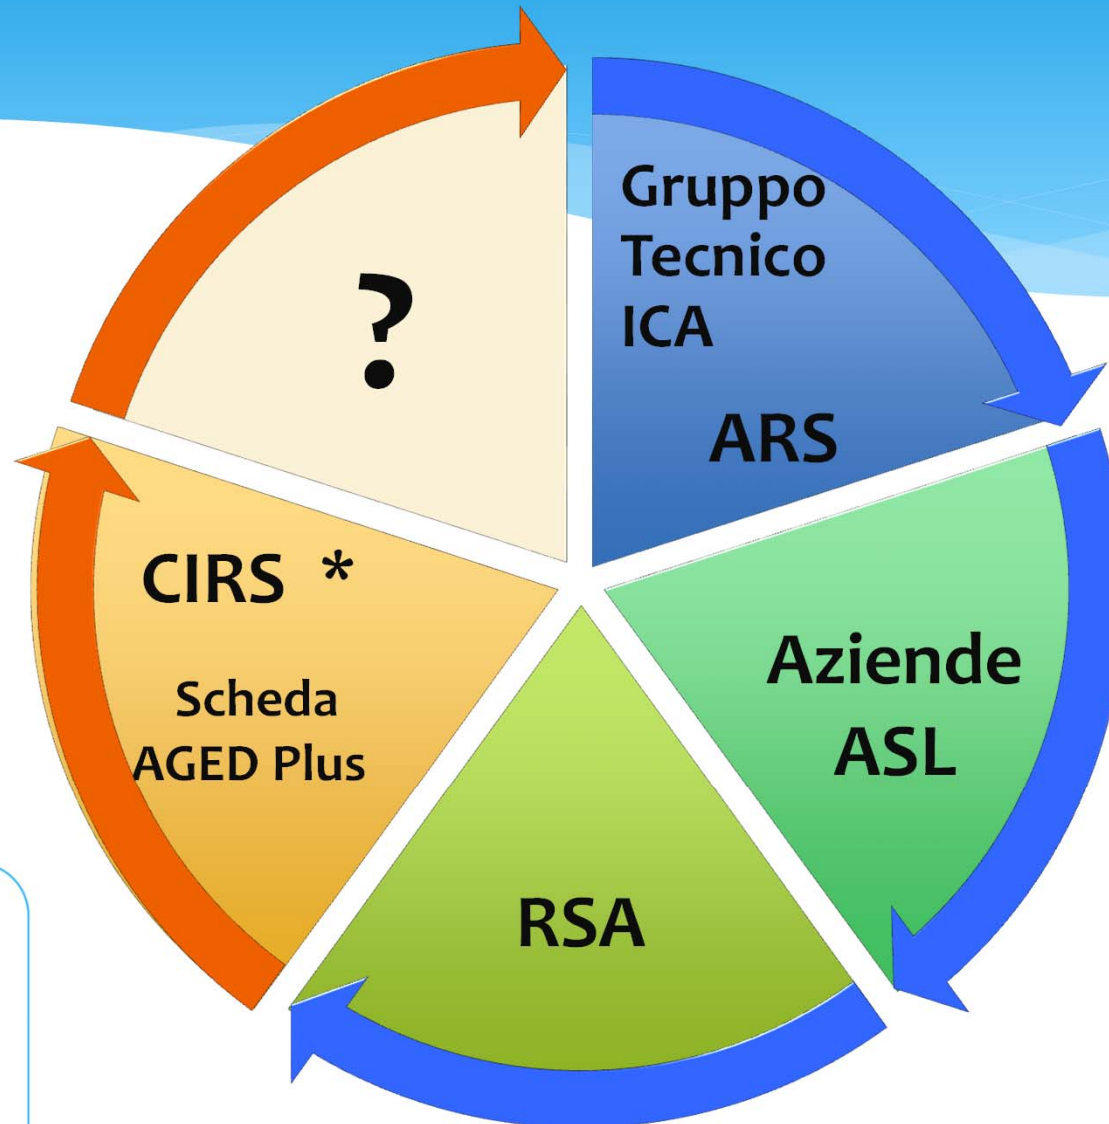 Gruppo
Tecnico
ICA
ARS
Aziende
ASL
RSA
CIRS *
Scheda
AGED Plus
?